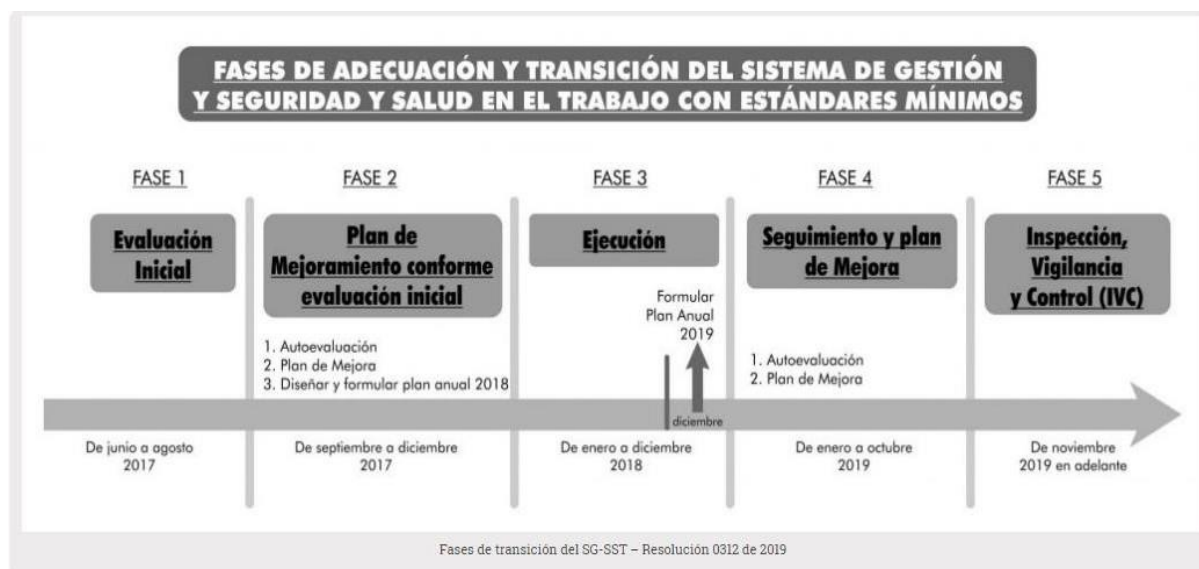 FASES DE ADECUACIÓN Y TRANSICIÓN DEL SISTEMA DE GESTIÓN
Y SEGURIDAD Y SALUD EN EL TRABAJO CON ESTÁNDARES MÍNIMOS
FASE 1
Evaluación
Inicial
De junio a agosto
2017
FASE 2
Plan de
Mejoramiento conforme
evaluación inicial
1. Autoevaluación
2. Plan de Mejora
3. Diseñar y formular plan anual 2018
De septiembre a diciembre
2017
FASE 3
Ejecución
Formular
Plan Anual
2019
diciembre
De enero a diciembre
2018
FASE 4
Seguimiento y plan
de Mejora
1. Autoevaluación
2. Plan de Mejora
De enero a octubre
2019
FASE 5
Inspección,
Vigilancia
y Control (IVC)
De noviembre
2019 en adelante
Fases de transición del SG-SST – Resolución 0312 de 2019